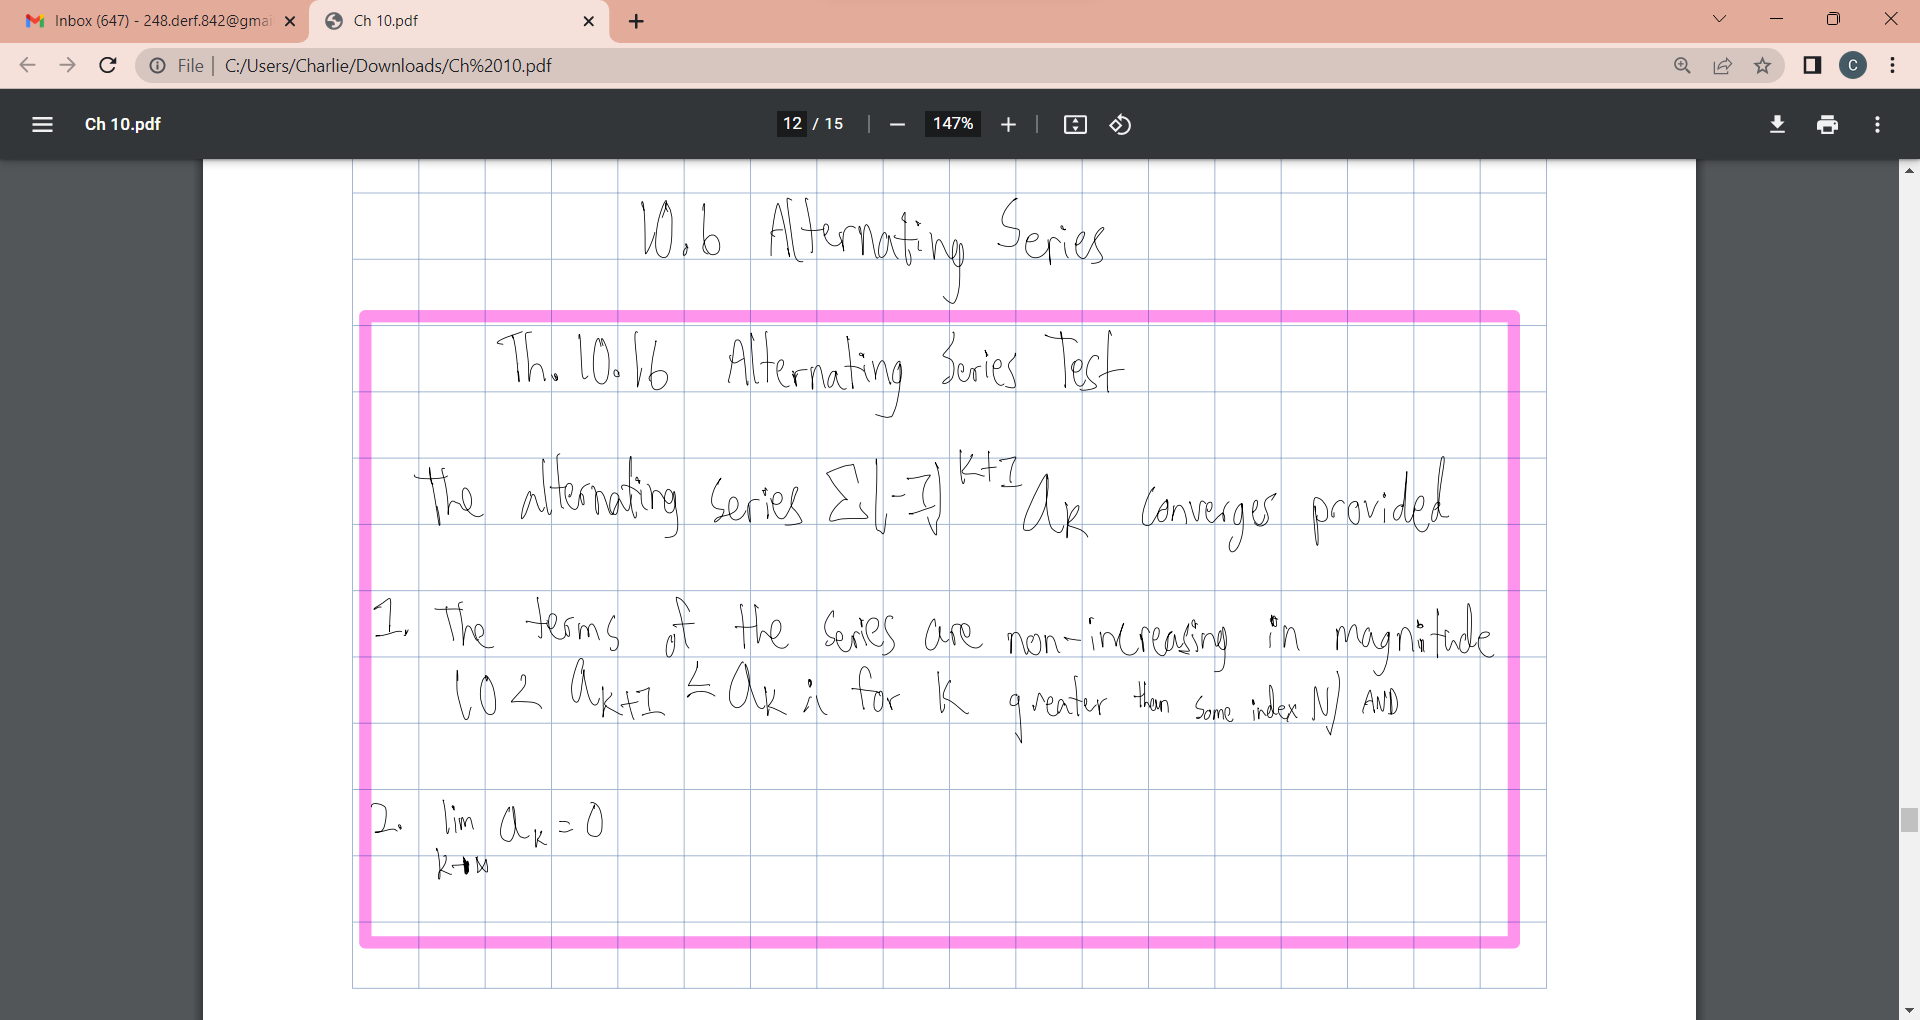 Inbox (647) - 248.derf.842@gmai
Ch 10.pdf
File | C:/Users/Charlie/Downloads/Ch%2010.pdf
C
Ch 10.pdf
12 / 15
147%
10.6 Alternating Series
Th. 10.16 Alternating Series Test
The alternating series Σ(-1)^{k+1} a_k converges provided
1. The terms of the series are non-increasing in magnitude
(0 < a_{k+1} ≤ a_k ; for k greater than some index N) AND
2. lim a_k = 0
k→∞